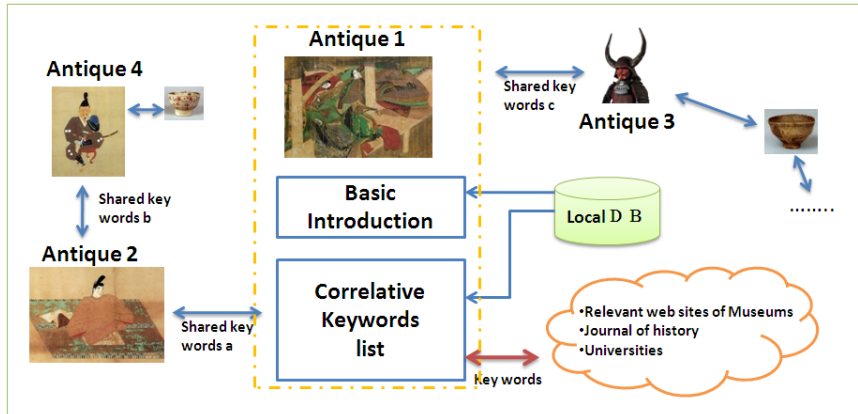 Antique 1
Antique 4
Shared key
words c
Antique 3
Shared key
words b
Basic
Introduction
Local D B
........
Antique 2
Correlative
Keywords
list
Shared key
words a
•Relevant web sites of Museums
•Journal of history
•Universities
Key words